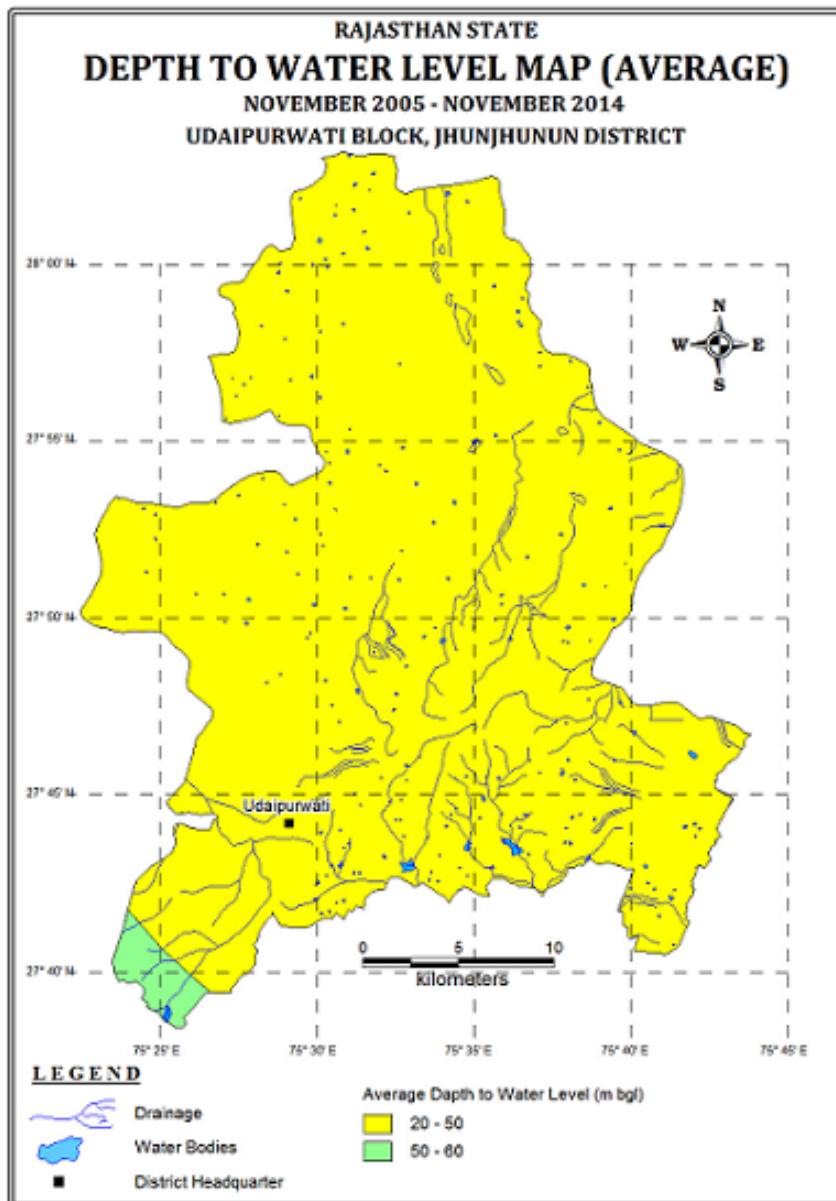 RAJASTHAN STATE
DEPTH TO WATER LEVEL MAP (AVERAGE)
NOVEMBER 2005 - NOVEMBER 2014
UDAIPURWATI BLOCK, JHUNJHUNUN DISTRICT
28° 00' N
N
W E
S
27° 55' N
27° 50' N
27° 45' N
Udaipurwati
0 5 10
kilometers
27° 40' N
75° 25' E 75° 30' E 75° 35' E 75° 40' E 75° 45' E
LEGEND
Drainage
Water Bodies
District Headquarter
Average Dapth to Water Level (m bgl)
20 - 50
50 - 60